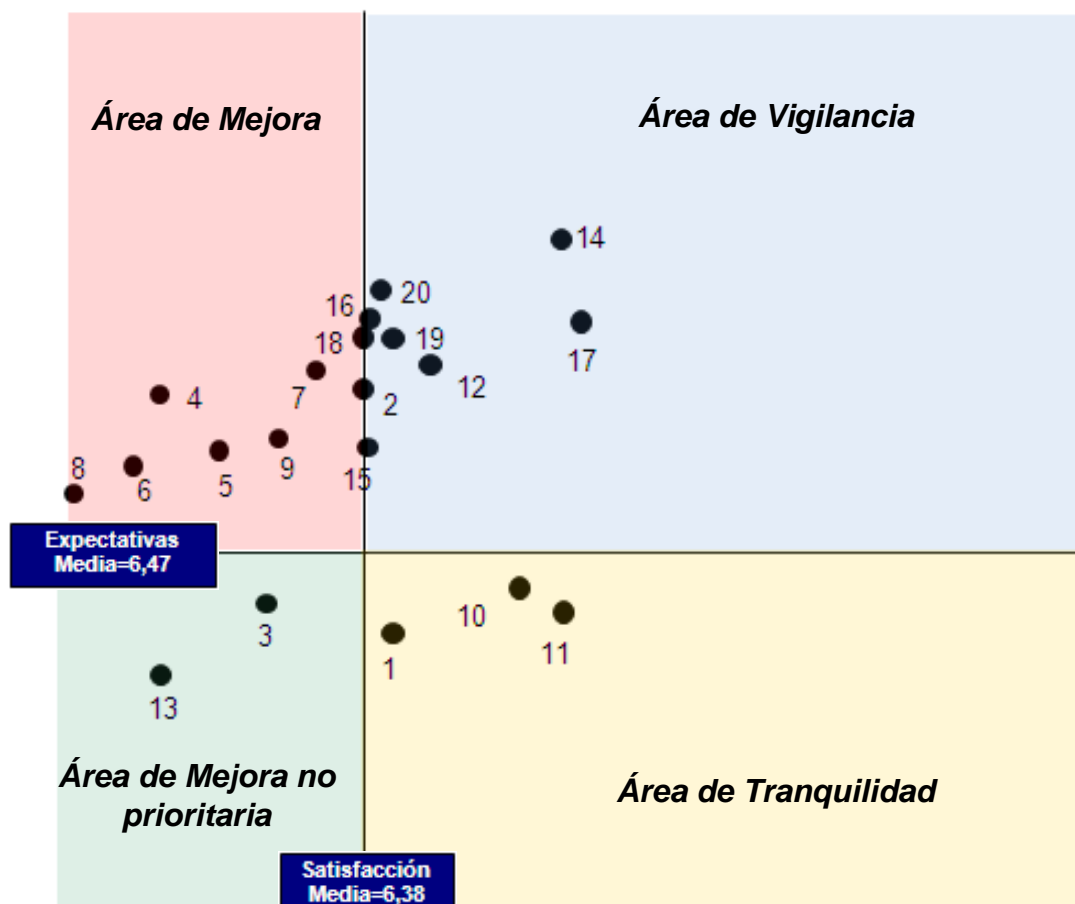 Área de Mejora
Área de Vigilancia
14
20
16
18
19
17
7
12
4
2
8
6
5
9
15
Expectativas
Media=6,47
3
10
11
1
13
Área de Mejora no
prioritaria
Área de Tranquilidad
Satisfacción
Media=6,38